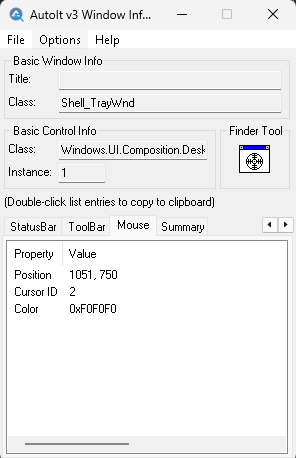 AutoIt v3 Window Inf...
File Options Help
Basic Window Info
Title:
Class: Shell_TrayWnd
Basic Control Info
Finder Tool
Class: Windows.UI.Composition.Desk
Instance: 1
(Double-click list entries to copy to clipboard)
StatusBar ToolBar Mouse Summary
Property Value
Position 1051, 750
Cursor ID 2
Color 0xF0F0F0